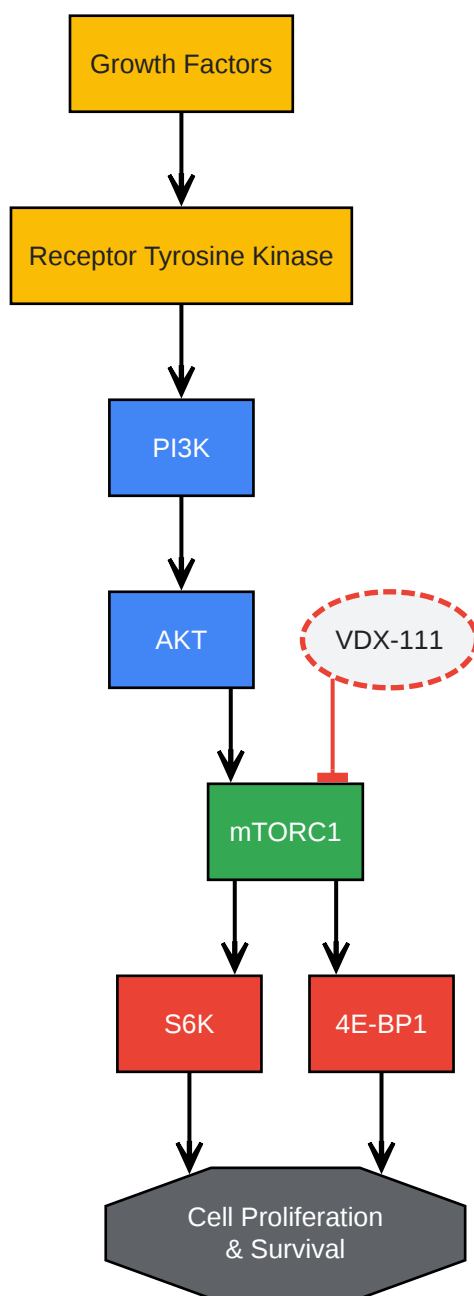 Growth Factors
Receptor Tyrosine Kinase
PI3K
AKT
VDX-111
mTORC1
S6K
4E-BP1
Cell Proliferation
& Survival